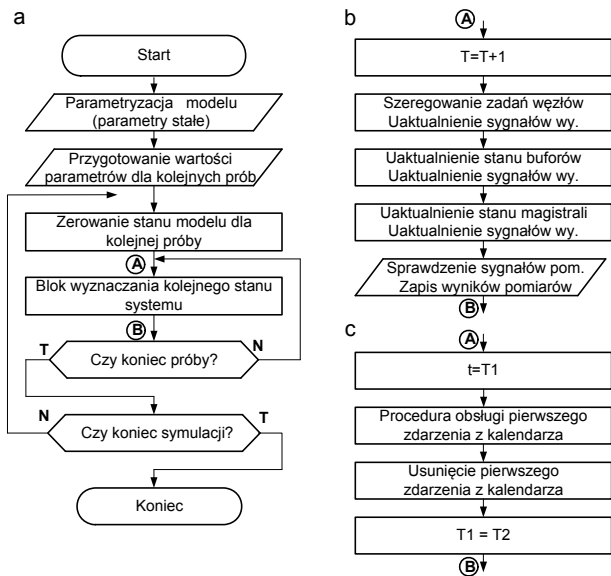 a
Start
Parametryzacja modelu
(parametry stałe)
Przygotowanie wartości
parametrów dla kolejnych prób
Zerowanie stanu modelu dla
kolejnej próby
A
Blok wyznaczania kolejnego stanu
systemu
B
T
N
Czy koniec próby?
N
T
Czy koniec symulacji?
Koniec
b
A
T=T+1
Szeregowanie zadań węzłów
Uaktualnienie sygnałów wy.
Uaktualnienie stanu buforów
Uaktualnienie sygnałów wy.
Uaktualnienie stanu magistrali
Uaktualnienie sygnałów wy.
Sprawdzenie sygnałów pom.
Zapis wyników pomiarów
B
c
A
t=T1
Procedura obsługi pierwszego
zdarzenia z kalendarza
Usunięcie pierwszego
zdarzenia z kalendarza
T1 = T2
B